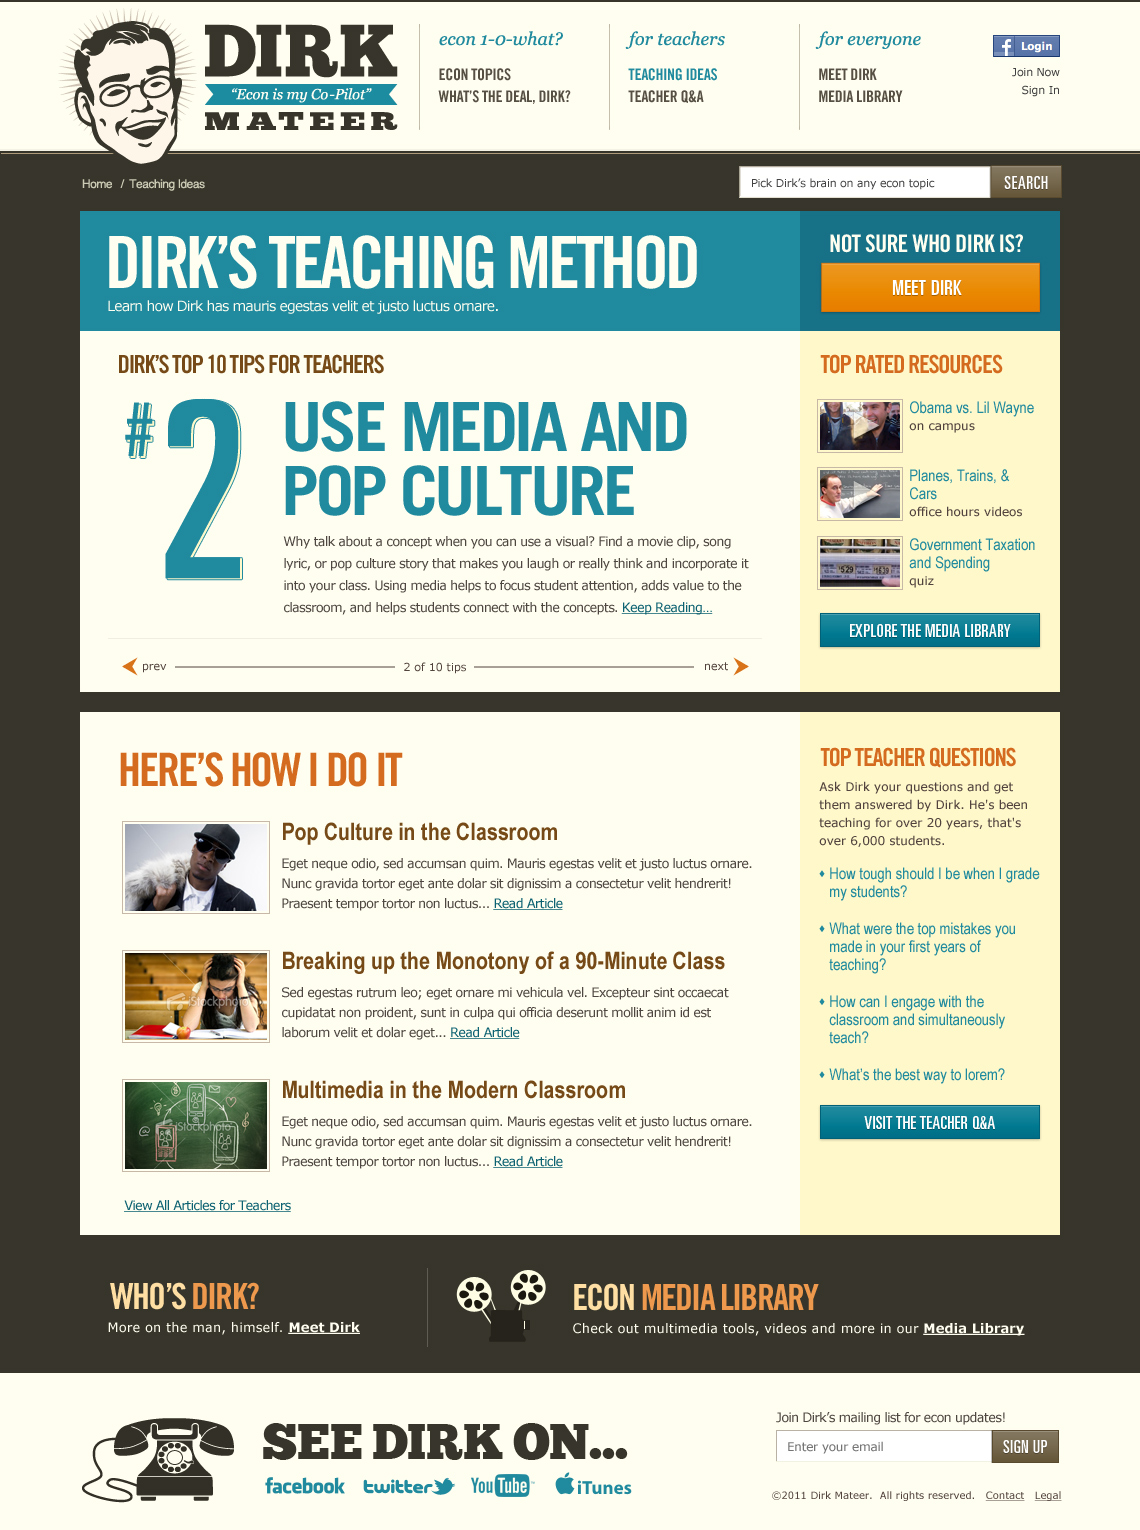 DIRK
“Econ is my Co-Pilot”
MATEER
econ 1-0-what?
ECON TOPICS
WHAT'S THE DEAL, DIRK?
for teachers
TEACHING IDEAS
TEACHER Q&A
for everyone
MEET DIRK
MEDIA LIBRARY
f Login
Join Now
Sign In
Home / Teaching Ideas
Pick Dirk's brain on any econ topic
SEARCH
DIRK'S TEACHING METHOD
Learn how Dirk has mauris egestas velit et justo luctus ornare.
NOT SURE WHO DIRK IS?
MEET DIRK
DIRK'S TOP 10 TIPS FOR TEACHERS
#2
USE MEDIA AND
POP CULTURE
Why talk about a concept when you can use a visual? Find a movie clip, song
lyric, or pop culture story that makes you laugh or really think and incorporate it
into your class. Using media helps to focus student attention, adds value to the
classroom, and helps students connect with the concepts. Keep Reading...
prev
2 of 10 tips
next
TOP RATED RESOURCES
Obama vs. Lil Wayne
on campus
Planes, Trains, &
Cars
office hours videos
Government Taxation
and Spending
quiz
EXPLORE THE MEDIA LIBRARY
HERE'S HOW I DO IT
Pop Culture in the Classroom
Eget neque odio, sed accumsan quim. Mauris egestas velit et justo luctus ornare.
Nunc gravida tortor eget ante dolar sit dignissim a consectetur velit hendrerit!
Praesent tempor tortor non luctus... Read Article
iStockphoto
Breaking up the Monotony of a 90-Minute Class
Sed egestas rutrum leo; eget ornare mi vehicula vel. Excepteur sint occaecat
cupidatat non proident, sunt in culpa qui officia deserunt mollit anim id est
laborum velit et dolar eget... Read Article
iStockphoto
Multimedia in the Modern Classroom
Eget neque odio, sed accumsan quim. Mauris egestas velit et justo luctus ornare.
Nunc gravida tortor eget ante dolar sit dignissim a consectetur velit hendrerit!
Praesent tempor tortor non luctus... Read Article
View All Articles for Teachers
TOP TEACHER QUESTIONS
Ask Dirk your questions and get
them answered by Dirk. He's been
teaching for over 20 years, that's
over 6,000 students.
How tough should I be when I grade
my students?
What were the top mistakes you
made in your first years of
teaching?
How can I engage with the
classroom and simultaneously
teach?
What's the best way to lorem?
VISIT THE TEACHER Q&A
WHO'S DIRK?
More on the man, himself. Meet Dirk
ECON MEDIA LIBRARY
Check out multimedia tools, videos and more in our Media Library
SEE DIRK ON...
facebook
twitter
YouTube
iTunes
Join Dirk's mailing list for econ updates!
Enter your email
SIGN UP
©2011 Dirk Mateer. All rights reserved. Contact Legal